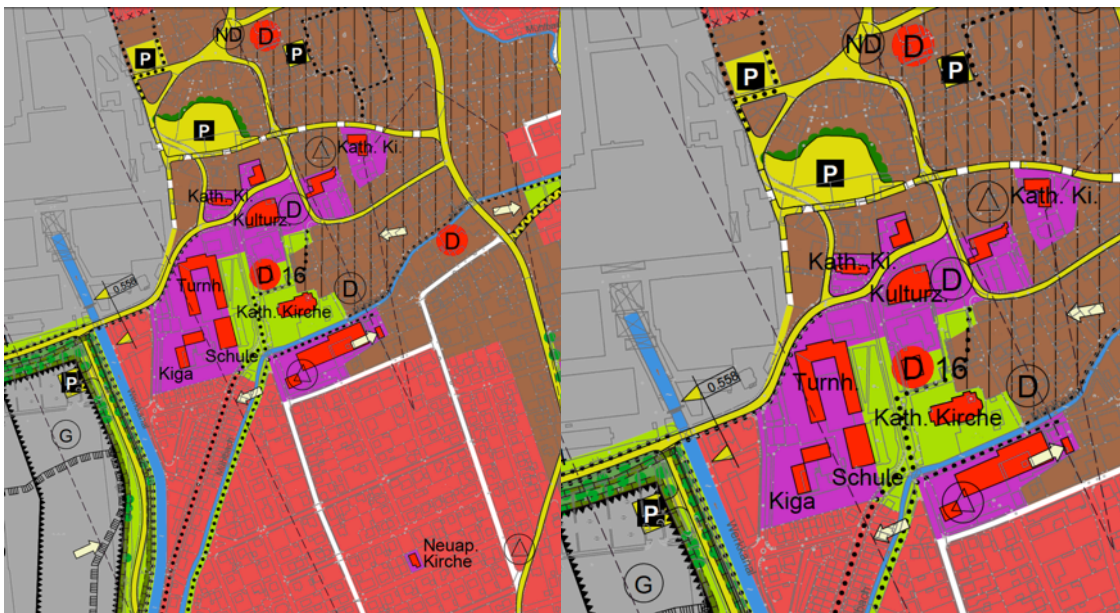 ND
D
P
P
P
Kath. Ki.
Kath. Ki.
Kulturz.
D
D
D
16
D
0.558
Turnh.
Kath. Kirche
Schule
Kiga
P
G
Neuap.
Kirche
ND
D
P
P
P
Kath. Ki.
Kath. Ki.
Kulturz.
D
D
16
D
0.558
Turnh.
Kath. Kirche
Schule
Kiga
P
G